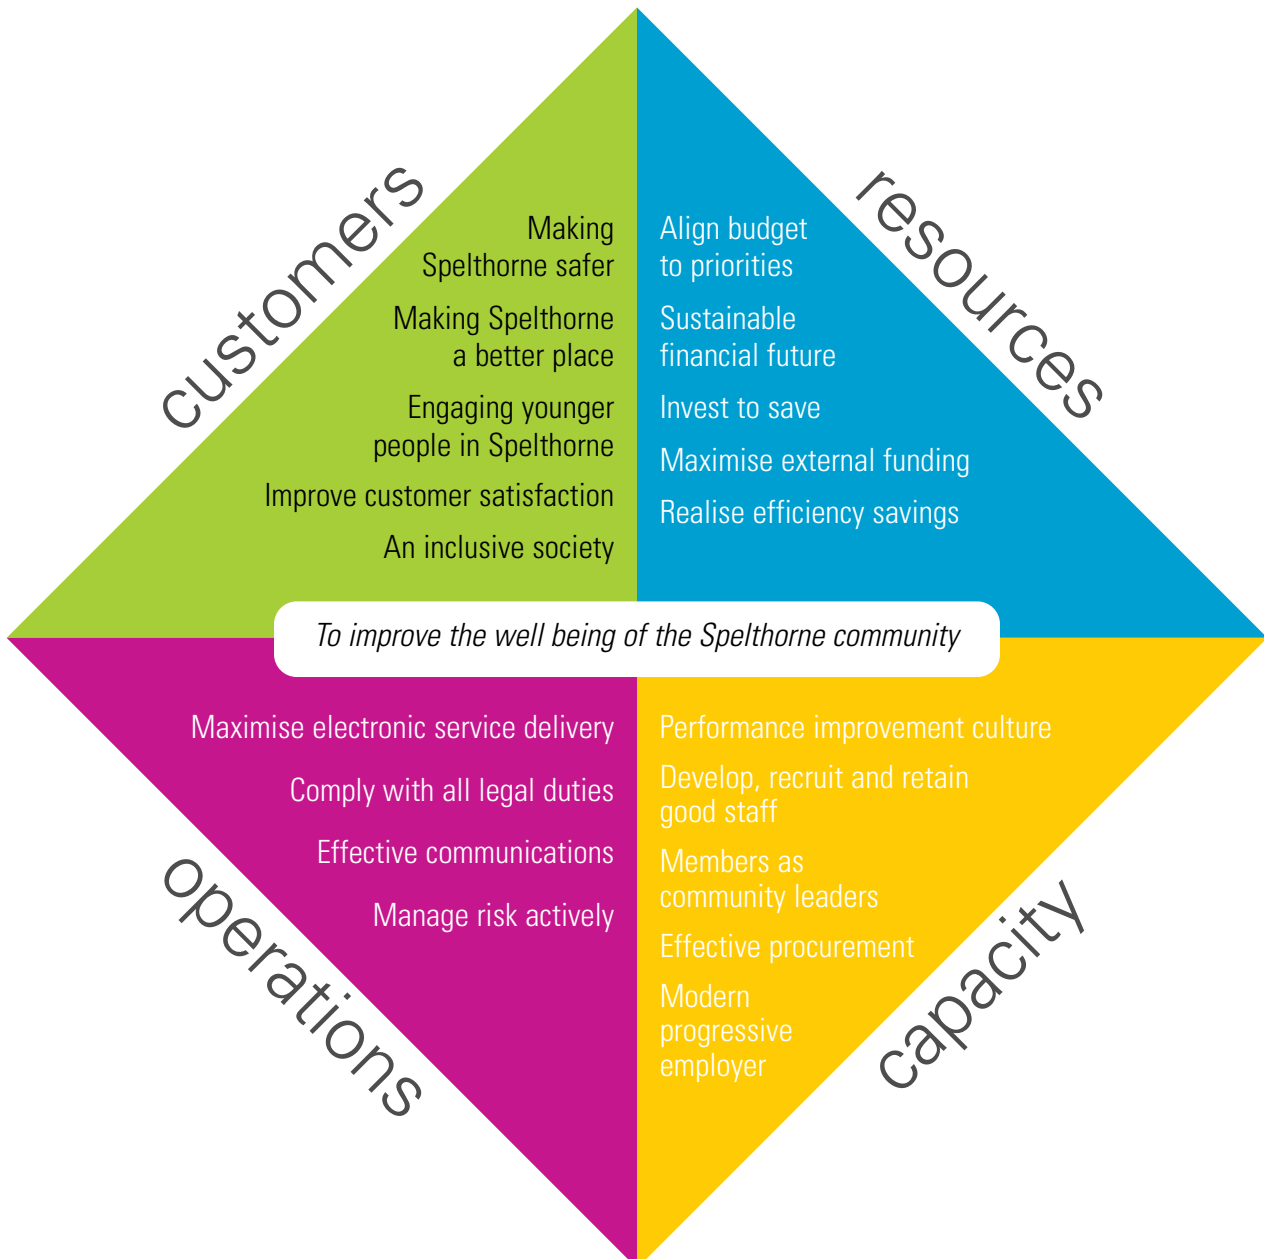 customers
Making
Spelthorne safer
Making Spelthorne
a better place
Engaging younger
people in Spelthorne
Improve customer satisfaction
An inclusive society
resources
Align budget
to priorities
Sustainable
financial future
Invest to save
Maximise external funding
Realise efficiency savings
To improve the well being of the Spelthorne community
operations
Maximise electronic service delivery
Comply with all legal duties
Effective communications
Manage risk actively
capacity
Performance improvement culture
Develop, recruit and retain
good staff
Members as
community leaders
Effective procurement
Modern
progressive
employer